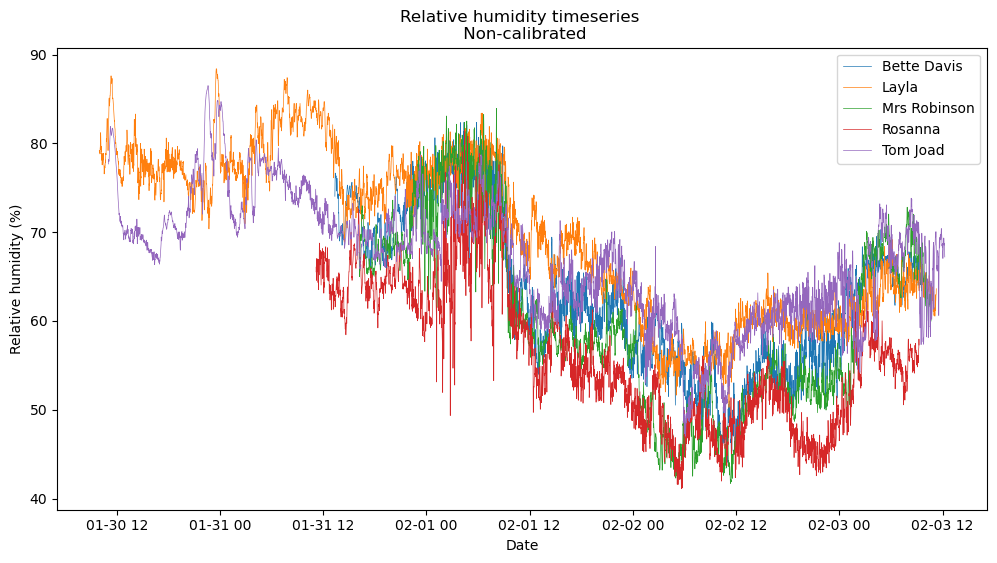 Relative humidity timeseries
Non-calibrated
Relative humidity (%)
90
80
70
60
50
40
Bette Davis
Layla
Mrs Robinson
Rosanna
Tom Joad
01-30 12
01-31 00
01-31 12
02-01 00
02-01 12
02-02 00
02-02 12
02-03 00
02-03 12
Date